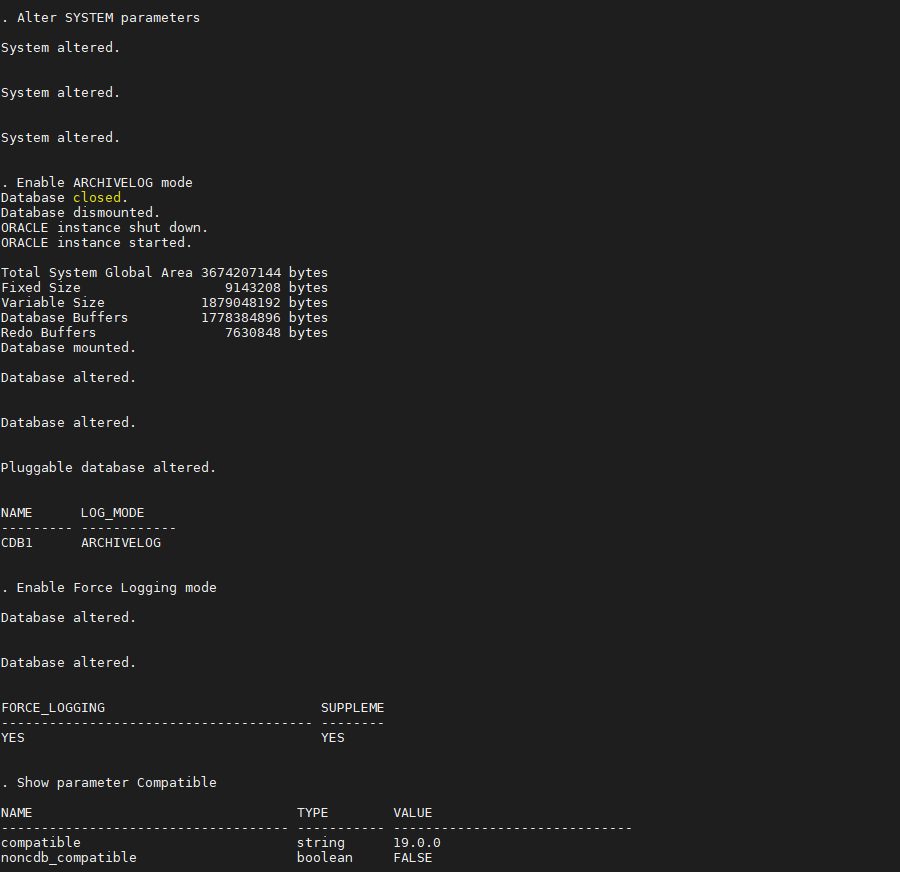 . Alter SYSTEM parameters
System altered.
System altered.
System altered.
. Enable ARCHIVELOG mode
Database closed.
Database dismounted.
ORACLE instance shut down.
ORACLE instance started.
Total System Global Area 3674207144 bytes
Fixed Size                  9143208 bytes
Variable Size            1879048192 bytes
Database Buffers         1778384896 bytes
Redo Buffers                7630848 bytes
Database mounted.
Database altered.
Database altered.
Pluggable database altered.
NAME      LOG_MODE
--------- ------------
CDB1      ARCHIVELOG
. Enable Force Logging mode
Database altered.
Database altered.
FORCE_LOGGING                           SUPPLEME
--------------------------------------- --------
YES                                     YES
. Show parameter Compatible
NAME                                 TYPE        VALUE
------------------------------------ ----------- ------------------------------
compatible                           string      19.0.0
noncdb_compatible                    boolean     FALSE